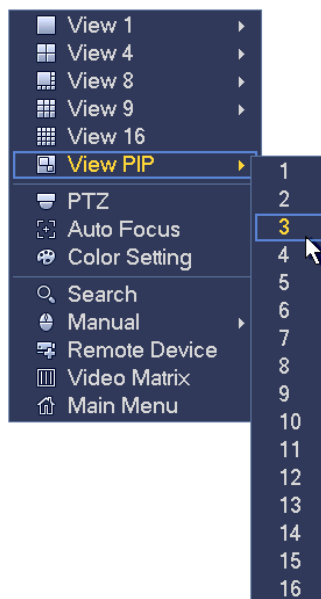 View 1
View 4
View 8
View 9
View 16
View PIP
PTZ
Auto Focus
Color Setting
Search
Manual
Remote Device
Video Matrix
Main Menu
1
2
3
4
5
6
7
8
9
10
11
12
13
14
15
16